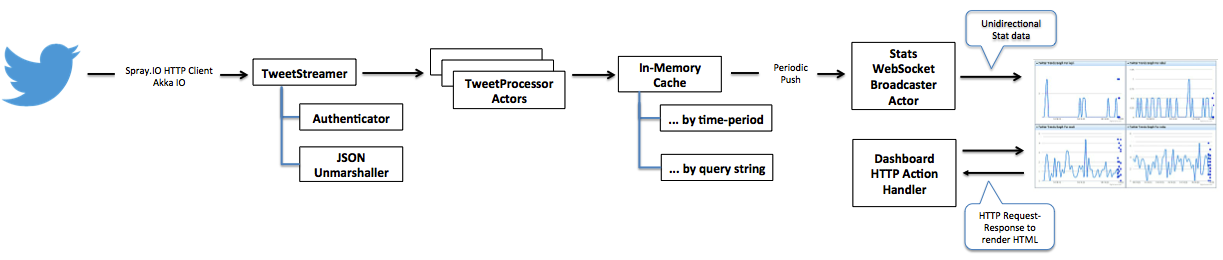 Spray.IO HTTP Client
Akka IO
TweetStreamer
Authenticator
JSON
Unmarshaller
TweetProcessor
Actors
In-Memory
Cache
... by time-period
... by query string
Periodic
Push
Stats
WebSocket
Broadcaster
Actor
Unidirectional
Stat data
Dashboard
HTTP Action
Handler
HTTP Request-
Response to
render HTML